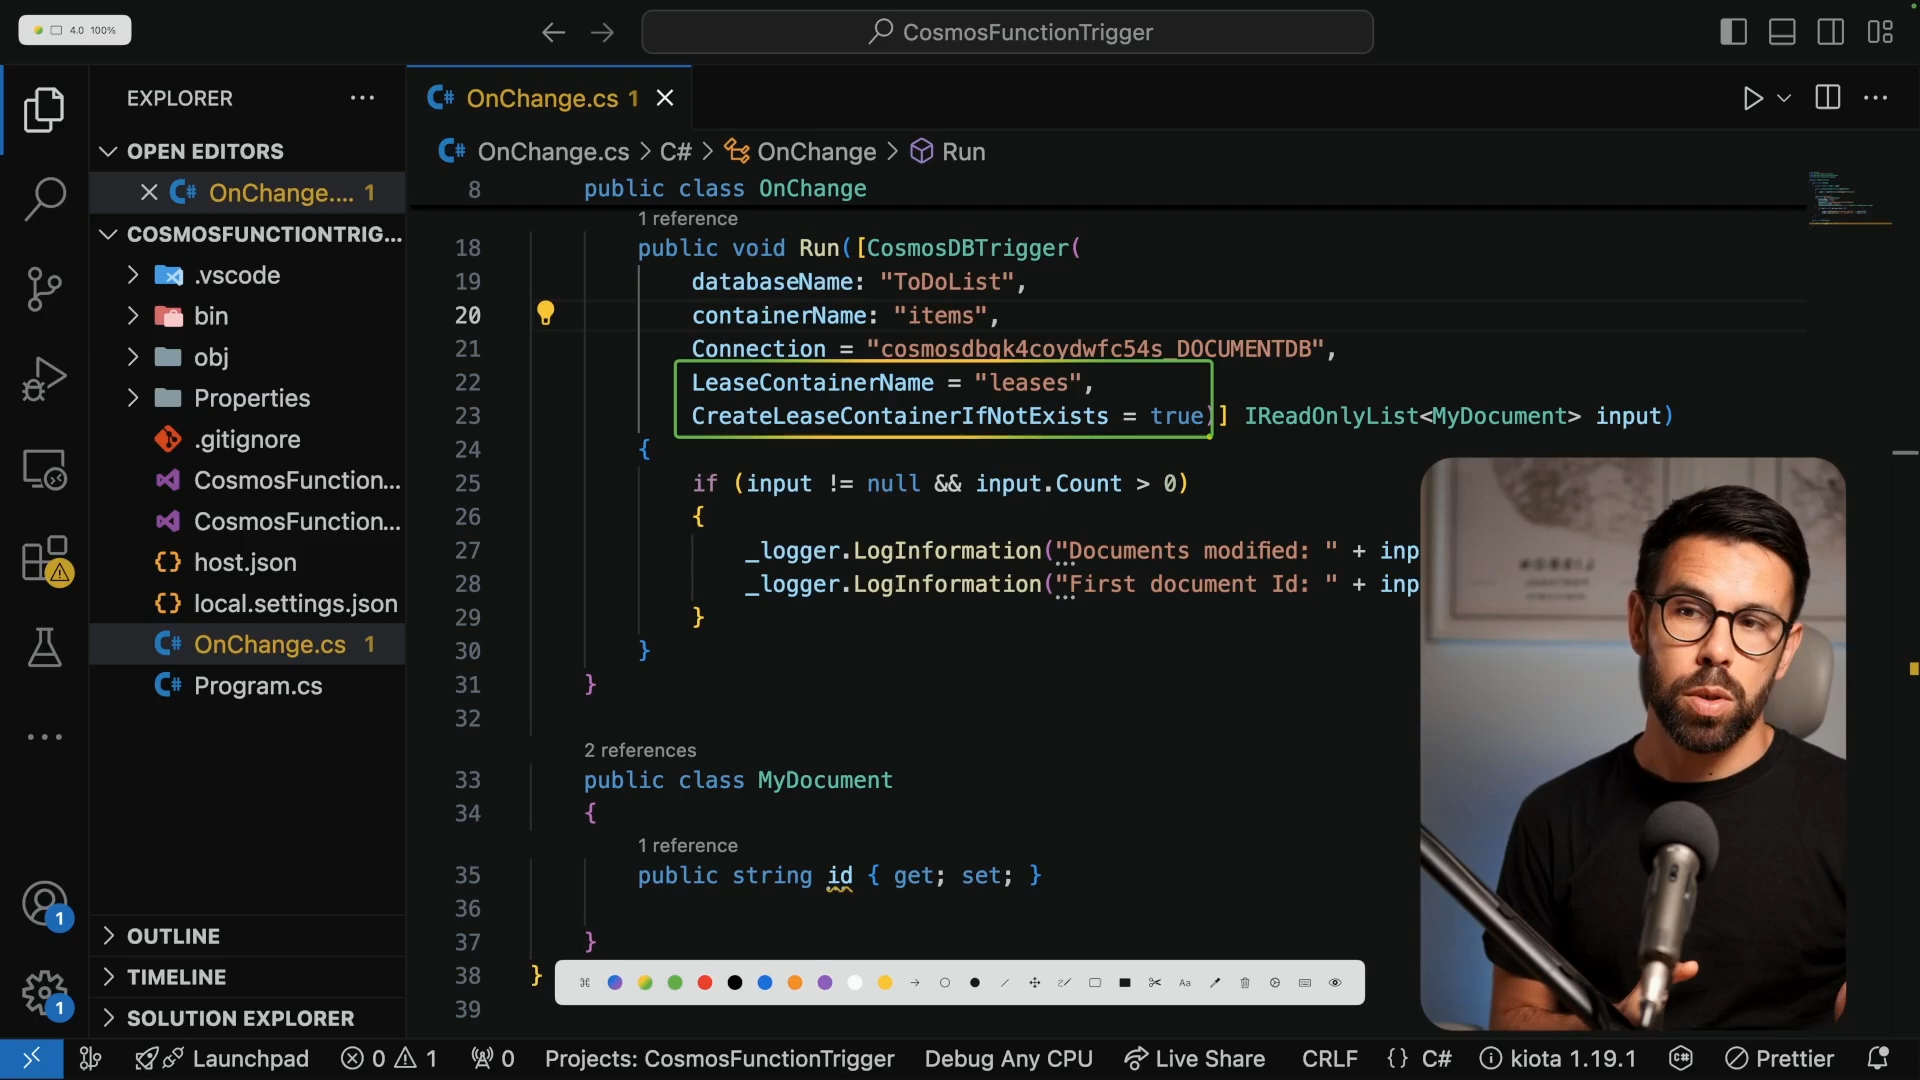 4.0 100%
CosmosFunctionTrigger
EXPLORER
OPEN EDITORS
OnChange.... 1
COSMOSFUNCTIONTRIG...
.vscode
bin
obj
Properties
.gitignore
CosmosFunction...
CosmosFunction...
host.json
local.settings.json
OnChange.cs 1
Program.cs
1
1
OUTLINE
TIMELINE
SOLUTION EXPLORER
OnChange.cs 1
OnChange.cs > C# > OnChange > Run
8 public class OnChange
1 reference
18 public void Run([CosmosDBTrigger(
19 databaseName: "ToDoList",
20 containerName: "items",
21 Connection = "cosmosdbgk4coydwfc54s_DOCUMENTDB",
22 LeaseContainerName = "leases",
23 CreateLeaseContainerIfNotExists = true)] IReadOnlyList<MyDocument> input)
24 {
25 if (input != null && input.Count > 0)
26 {
27 _logger.LogInformation("Documents modified: " + inp
28 _logger.LogInformation("First document Id: " + inp
29 }
30 }
31 }
32
2 references
33 public class MyDocument
34 {
1 reference
35 public string id { get; set; }
36
37 }
38 }
39
Aa
Launchpad 0 1 0 Projects: CosmosFunctionTrigger Debug Any CPU Live Share CRLF {} C# kiota 1.19.1 Prettier